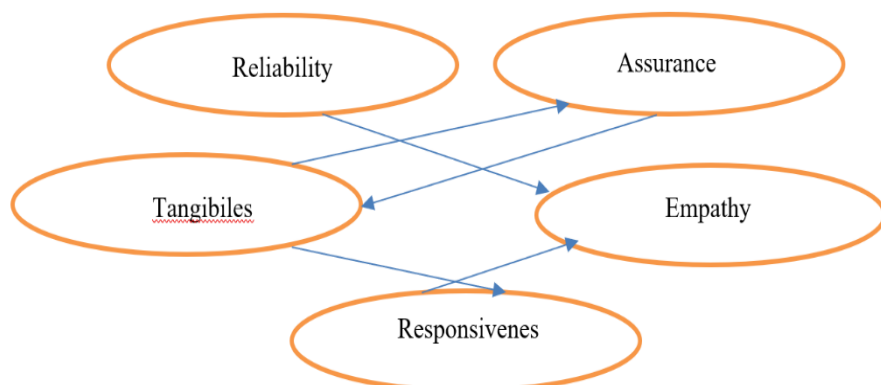 Reliability
Assurance
Tangibiles
Empathy
Responsivenes